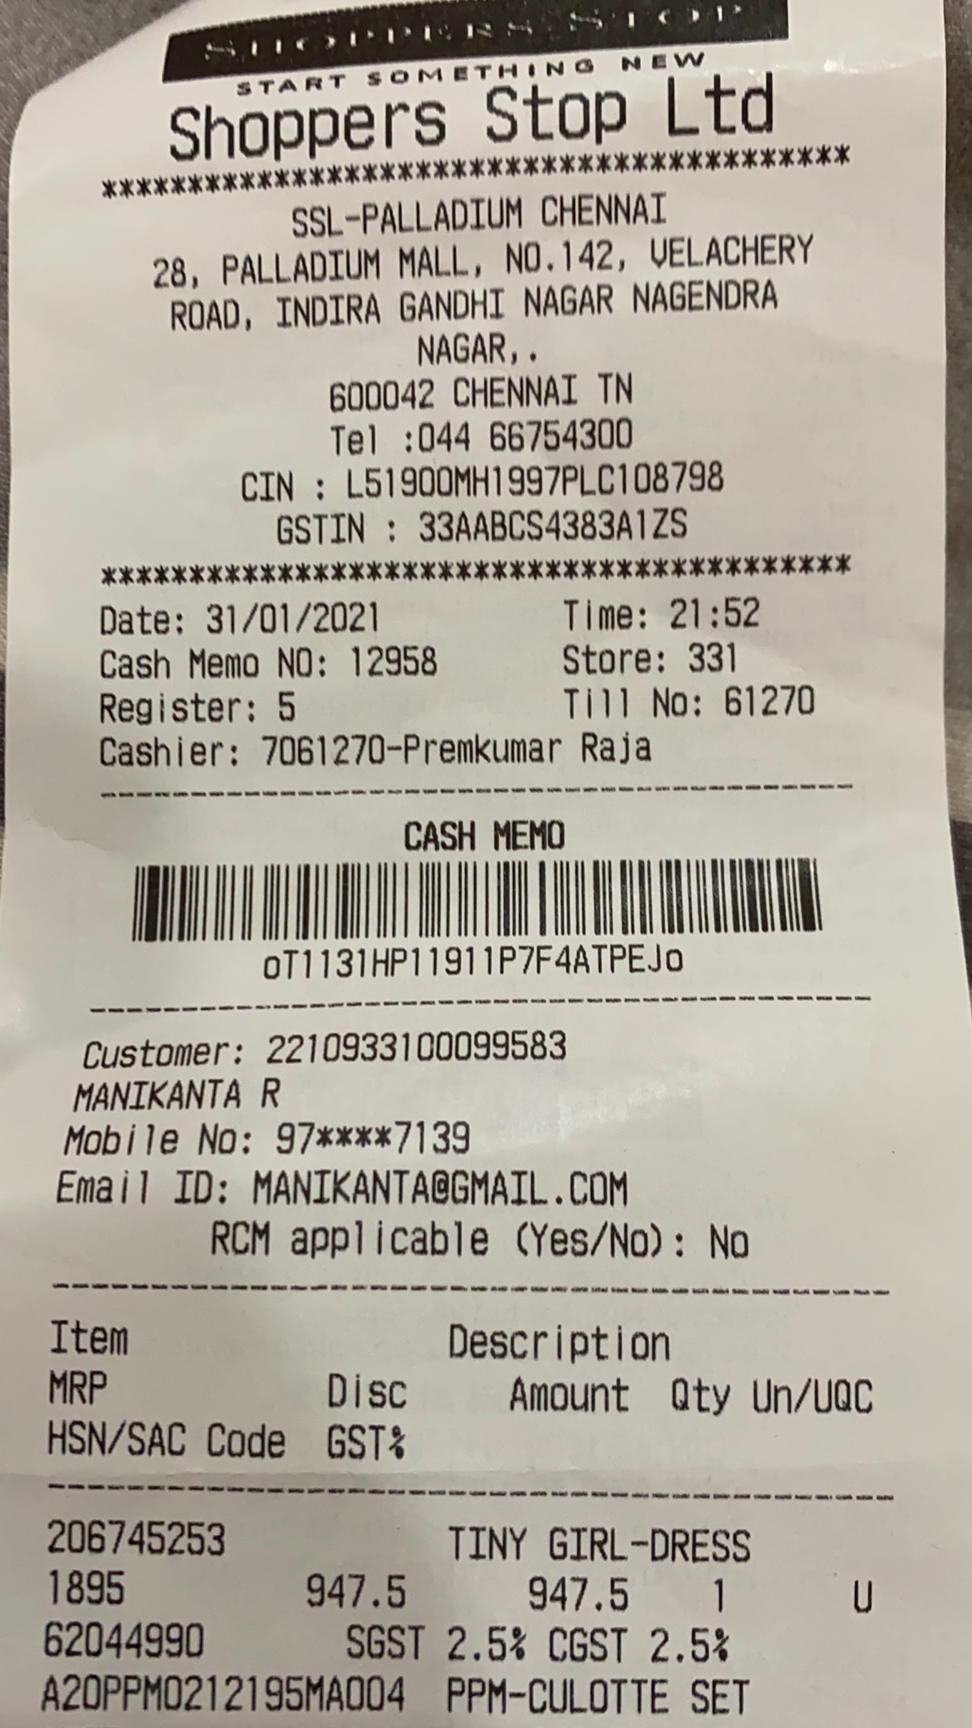 SHOPPERS STOP
START SOMETHING NEW
Shoppers Stop Ltd
*******************************************
SSL-PALLADIUM CHENNAI
28, PALLADIUM MALL, NO.142, VELACHERY
ROAD, INDIRA GANDHI NAGAR NAGENDRA
NAGAR,.
600042 CHENNAI TN
Tel :044 66754300
CIN : L51900MH1997PLC108798
GSTIN : 33AABCS4383A1ZS
*******************************************
Date: 31/01/2021 Time: 21:52
Cash Memo NO: 12958 Store: 331
Register: 5 Till No: 61270
Cashier: 7061270-Premkumar Raja
-------------------------------------------
CASH MEMO
oT1131HP11911P7F4ATPEJo
-------------------------------------------
Customer: 2210933100099583
MANIKANTA R
Mobile No: 97****7139
Email ID: MANIKANTA@GMAIL.COM
RCM applicable (Yes/No): No
-------------------------------------------
Item Description
MRP Disc Amount Qty Un/UQC
HSN/SAC Code GST%
-------------------------------------------
206745253 TINY GIRL-DRESS
1895 947.5 947.5 1 U
62044990 SGST 2.5% CGST 2.5%
A20PPM0212195MA004 PPM-CULOTTE SET